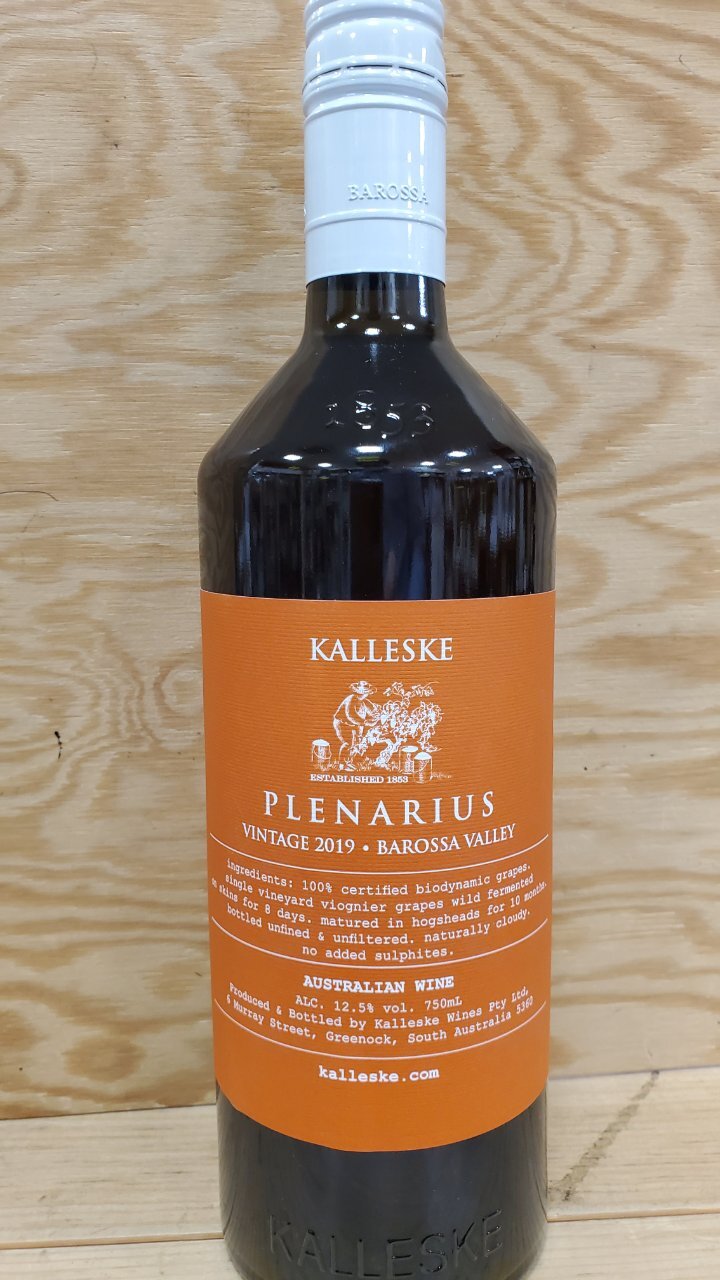 BAROSSA
1853
KALLESKE
ESTABLISHED 1853
PLENARIUS
VINTAGE 2019 • BAROSSA VALLEY
ingredients: 100% certified biodynamic grapes.
single vineyard viognier grapes wild fermented
on skins for 8 days. matured in hogsheads for 10 months.
bottled unfined & unfiltered. naturally cloudy.
no added sulphites.
AUSTRALIAN WINE
ALC. 12.5% vol. 750mL
Produced & Bottled by Kalleske Wines Pty Ltd,
6 Murray Street, Greenock, South Australia 5360
kalleske.com
KALLESKE